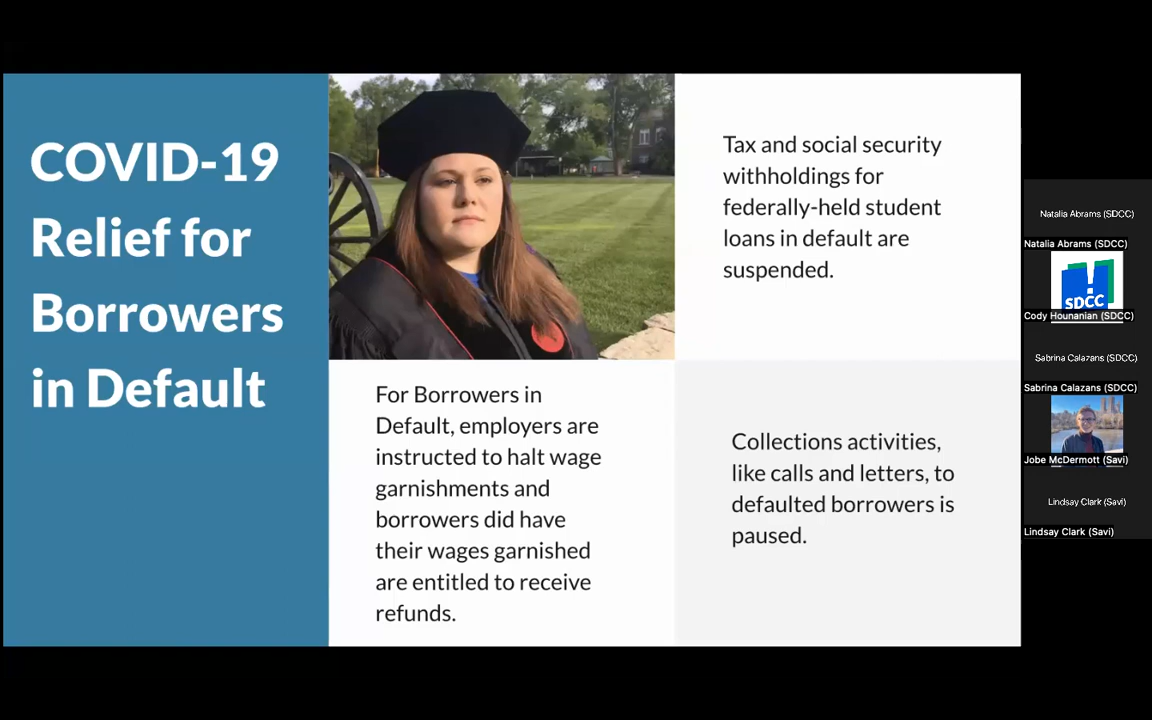 COVID-19
Relief for
Borrowers
in Default
Tax and social security
withholdings for
federally-held student
loans in default are
suspended.
For Borrowers in
Default, employers are
instructed to halt wage
garnishments and
borrowers did have
their wages garnished
are entitled to receive
refunds.
Collections activities,
like calls and letters, to
defaulted borrowers is
paused.
Natalia Abrams (SDCC)
Natalia Abrams (SDCC)
SDCC
Cody Hounanian (SDCC)
Sabrina Calazans (SDCC)
Sabrina Calazans (SDCC)
Jobe McDermott (Savi)
Lindsay Clark (Savi)
Lindsay Clark (Savi)